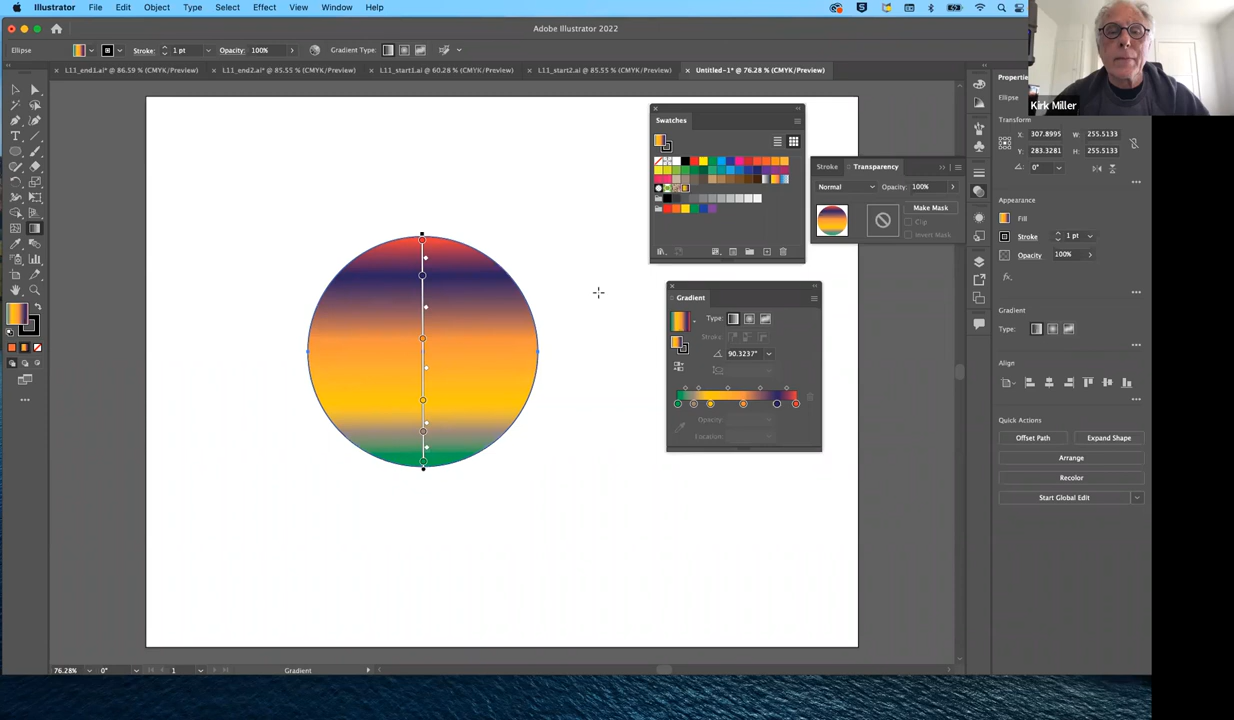 Illustrator File Edit Object Type Select Effect View Window Help
Adobe Illustrator 2022
Ellipse Stroke: 1 pt Opacity: 100% Gradient Type:
L11_end1.ai* @ 86.59 % (CMYK/Preview) L11_end2.ai* @ 85.55 % (CMYK/Preview) L11_start1.ai @ 60.28 % (CMYK/Preview) L11_start2.ai @ 85.55 % (CMYK/Preview) Untitled-1* @ 76.28 % (CMYK/Preview)
Kirk Miller
Properties
Ellipse
Transform
X: 307.8995 W: 255.5133
Y: 283.3281 H: 255.5133
0°
Appearance
Fill
Stroke 1 pt
Opacity 100%
fx.
Gradient
Type:
Align
Quick Actions
Offset Path Expand Shape
Arrange
Recolor
Start Global Edit
Swatches
Stroke Transparency
Normal Opacity: 100%
Make Mask
Clip
Invert Mask
Gradient
Type:
Stroke:
90.3237°
Opacity:
Location:
76.28% 0° 1 Gradient